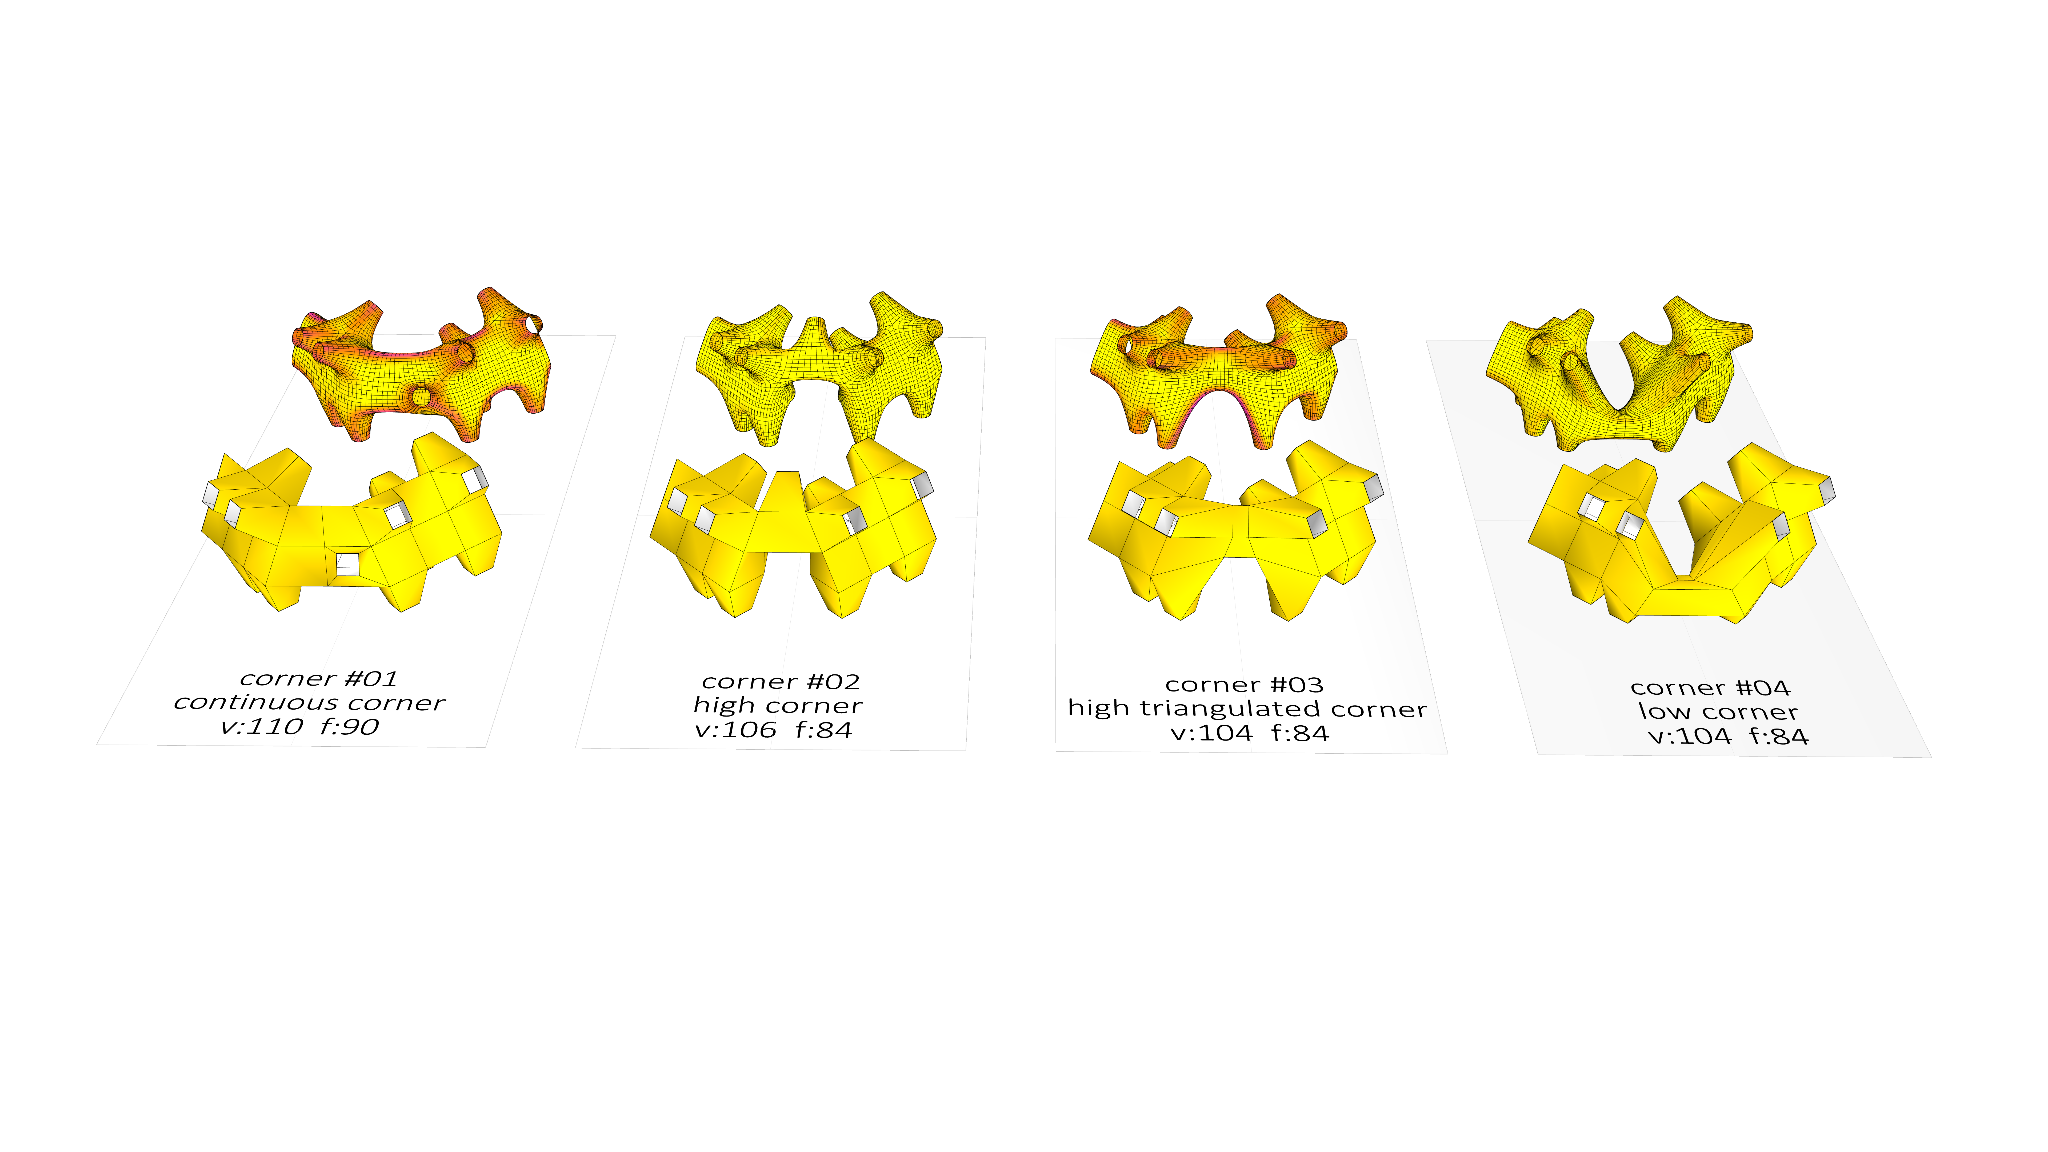 corner #01
continuous corner
v:110 f:90
corner #02
high corner
v:106 f:84
corner #03
high triangulated corner
v:104 f:84
corner #04
low corner
v:104 f:84